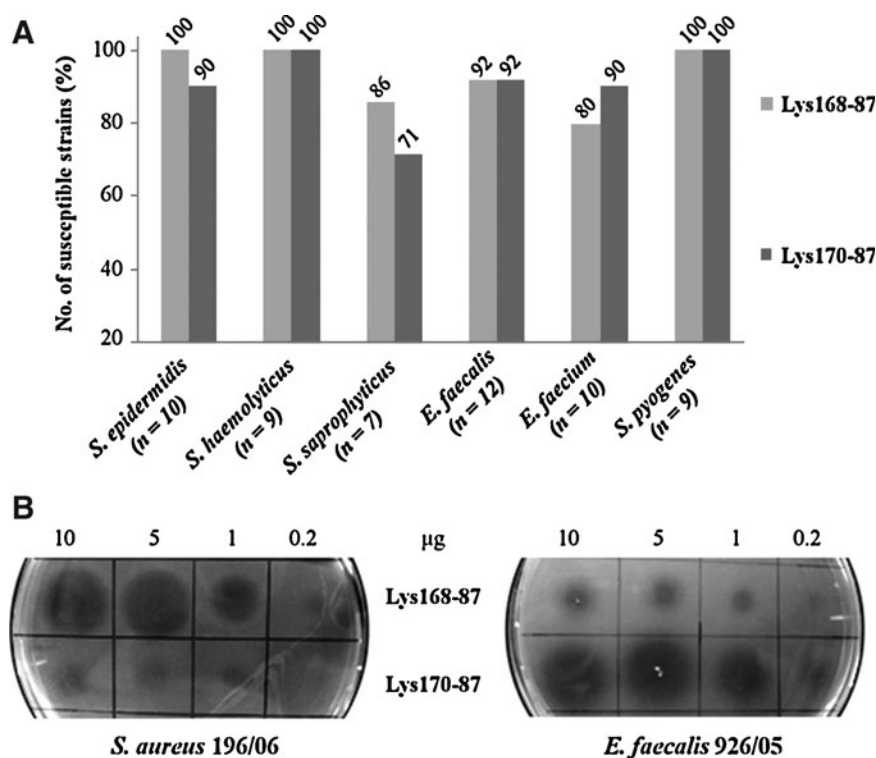 A
No. of susceptible strains (%)
100
80
60
40
20
100
90
100
100
86
71
92
92
80
90
100
100
S. epidermidis
(n = 10)
S. haemolyticus
(n = 9)
S. saprophyticus
(n = 7)
E. faecalis
(n = 12)
E. faecium
(n = 10)
S. pyogenes
(n = 9)
Lys168-87
Lys170-87
B
10 5 1 0.2 µg 10 5 1 0.2
Lys168-87
Lys170-87
S. aureus 196/06
E. faecalis 926/05